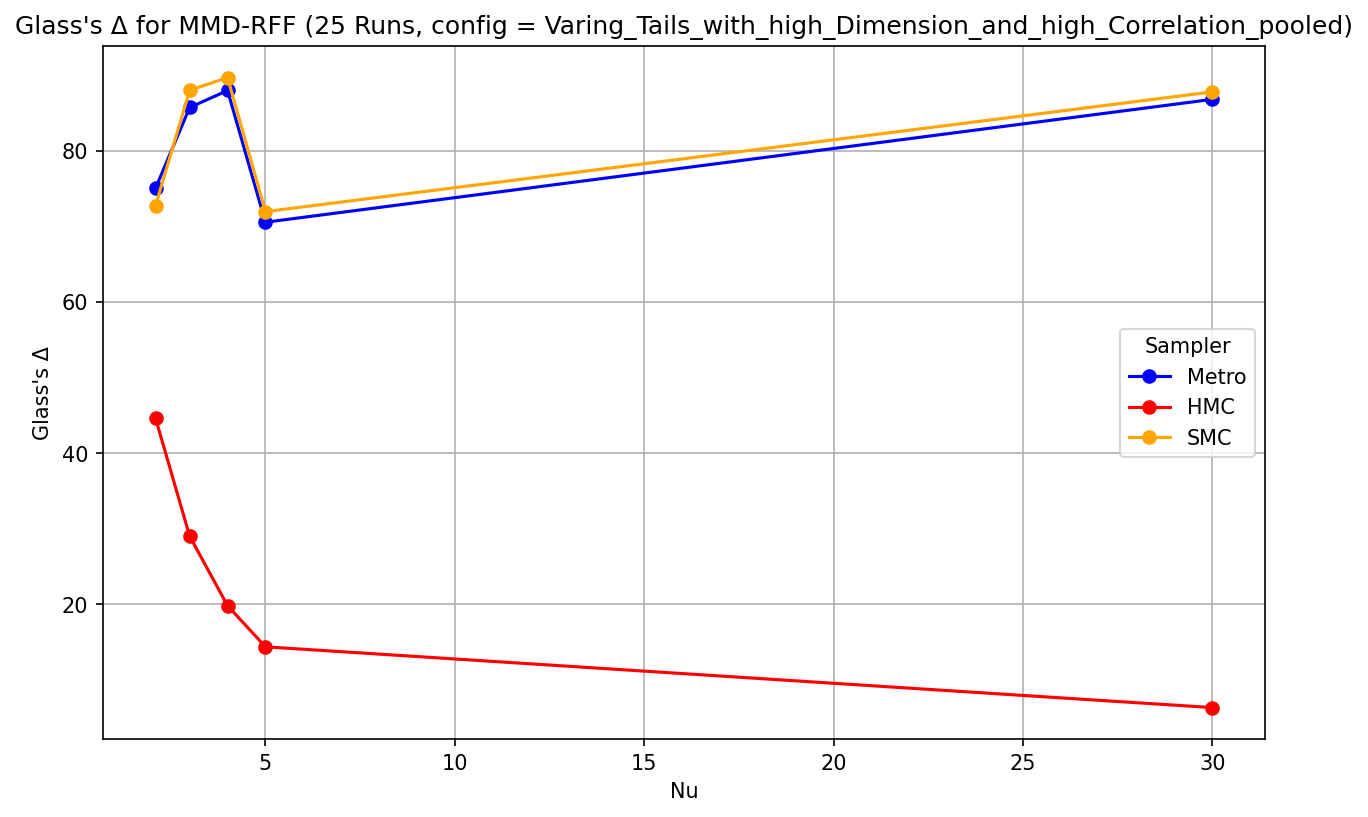 Glass's Δ for MMD-RFF (25 Runs, config = Varing_Tails_with_high_Dimension_and_high_Correlation_pooled)
Glass's Δ
80
60
40
20
Sampler
Metro
HMC
SMC
5 10 15 20 25 30
Nu